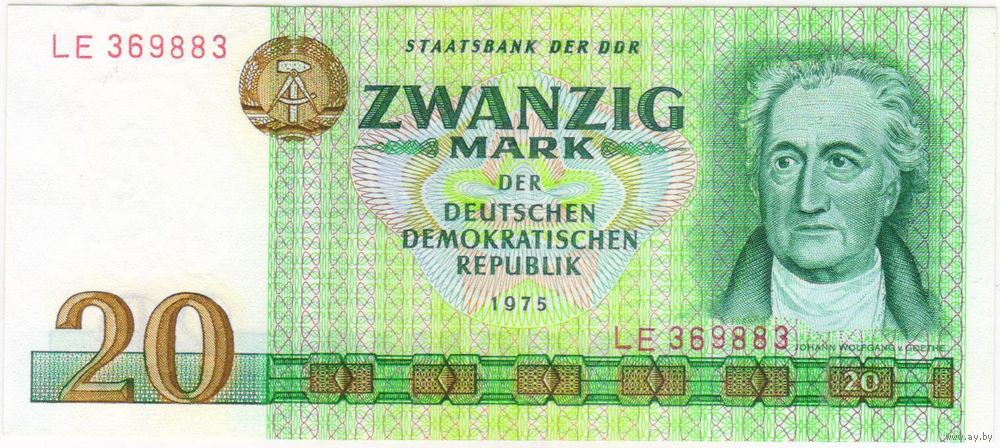 LE 369883
STAATSBANK DER DDR
ZWANZIG
MARK
DER
DEUTSCHEN
DEMOKRATISCHEN
REPUBLIK
1975
LE 369883
JOHANN WOLFGANG v. GOETHE
20
20
www.ay.by